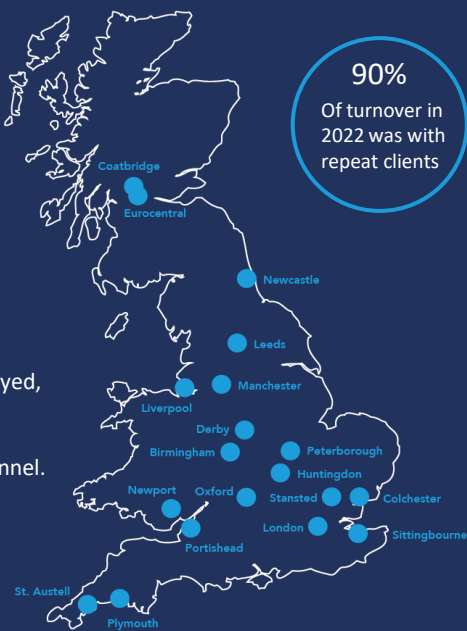 90%
Of turnover in
2022 was with
repeat clients
Coatbridge
Eurocentral
Newcastle
Leeds
Manchester
Liverpool
yed,
Derby
Birmingham
Peterborough
Huntingdon
nnel.
Newport
Oxford
Stansted
Colchester
London
Sittingbourne
Portishead
St. Austell
Plymouth